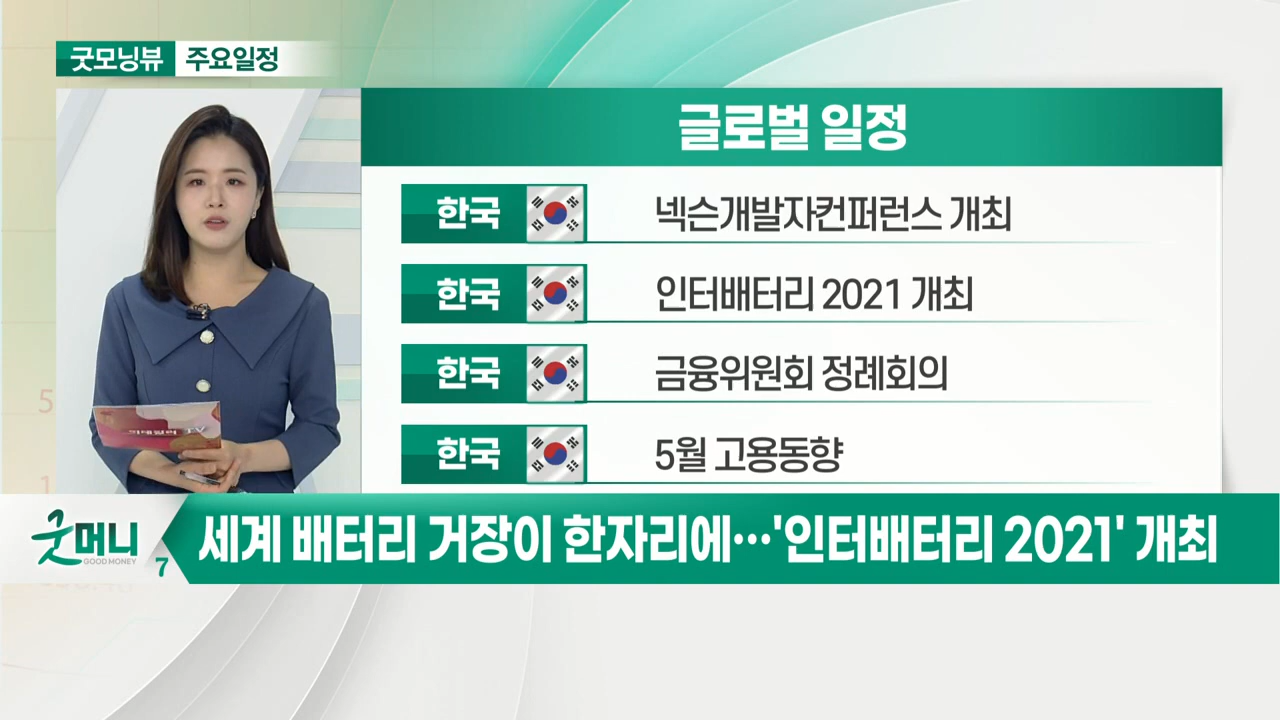 굿모닝뷰 주요일정
글로벌 일정
한국 넥슨개발자컨퍼런스 개최
한국 인터배터리 2021 개최
한국 금융위원회 정례회의
한국 5월 고용동향
굿머니
GOOD MONEY
7
세계 배터리 거장이 한자리에…'인터배터리 2021' 개최
5
1